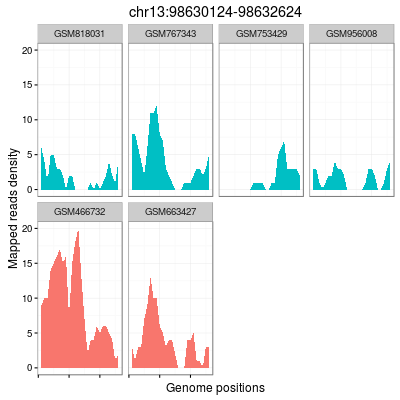 chr13:98630124-98632624
GSM818031 GSM767343 GSM753429 GSM956008
20
15
10
5
0
GSM466732 GSM663427
20
15
10
5
0
Mapped reads density
Genome positions